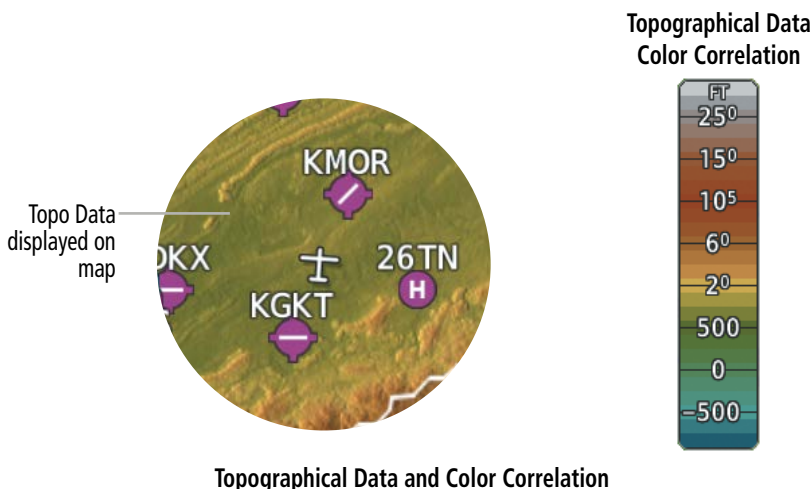 Topographical Data
Color Correlation
FT
25⁰
15⁰
10⁵
6⁰
2⁰
500
0
-500
KMOR
Topo Data
displayed on
map
KX
26TN
H
KGKT
Topographical Data and Color Correlation